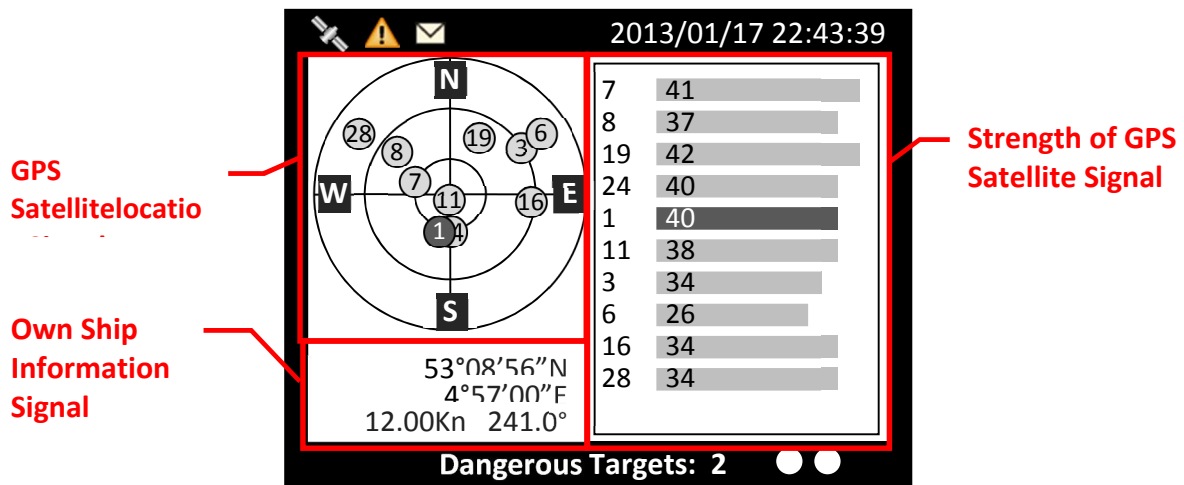 2013/01/17 22:43:39
N
28
19
6
3
8
7
W
11
16
E
1
S
7 41
8 37
19 42
24 40
1 40
11 38
3 34
6 26
16 34
28 34
53°08’56”N
4°57’00”E
12.00Kn 241.0°
Dangerous Targets: 2
GPS
Satellitelocatio
Own Ship
Information
Signal
Strength of GPS
Satellite Signal